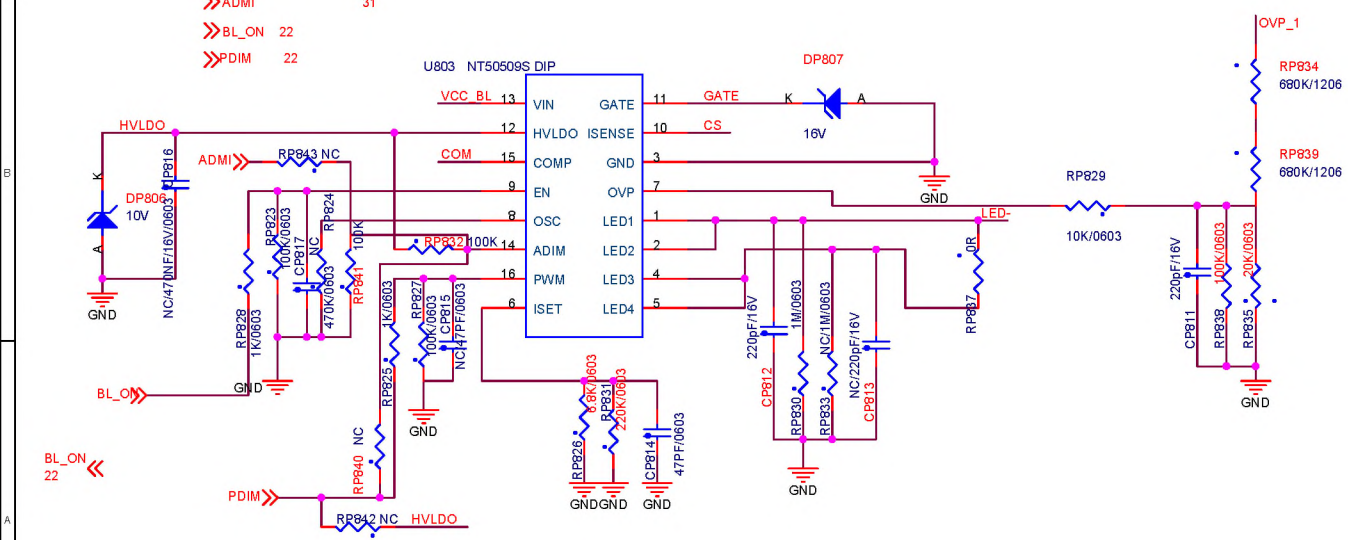 ADMI 31
BL_ON 22
PDIM 22
OVP_1
RP834
680K/1206
RP839
680K/1206
U803 NT50509S DIP
DP807
K
A
16V
VCC_BL 13 VIN
GATE 11 GATE
HVLDO 12 HVLDO
ISENSE 10 CS
COM 15 COMP
GND 3
GND
9 EN
OVP 7
8 OSC
LED1 1
LED-
14 ADIM
LED2 2
16 PWM
LED3 4
6 ISET
LED4 5
K
DP806
10V
A
GND
CP816
NC/470NF/16V/0603
ADMI
RP843 NC
RP828
1K/0603
RP823
100K/0603
CP817
NC
RP824
470K/0603
100K
RP841
RP832 100K
GND
BL_ON
BL_ON
22
RP825
1K/0603
RP827
100K/0603
CP815
NC/47PF/0603
GND
RP840 NC
PDIM
RP842 NC HVLDO
RP826
6.8K/0603
RP831
220K/0603
CP814
47PF/0603
GND
GND
GND
220pF/16V
CP812
1M/0603
RP830
NC/1M/0603
RP833
NC/220pF/16V
CP813
GND
0R
RP837
RP829
10K/0603
220pF/16V
CP811
100K/0603
RP838
20K/0603
RP835
GND
B
A